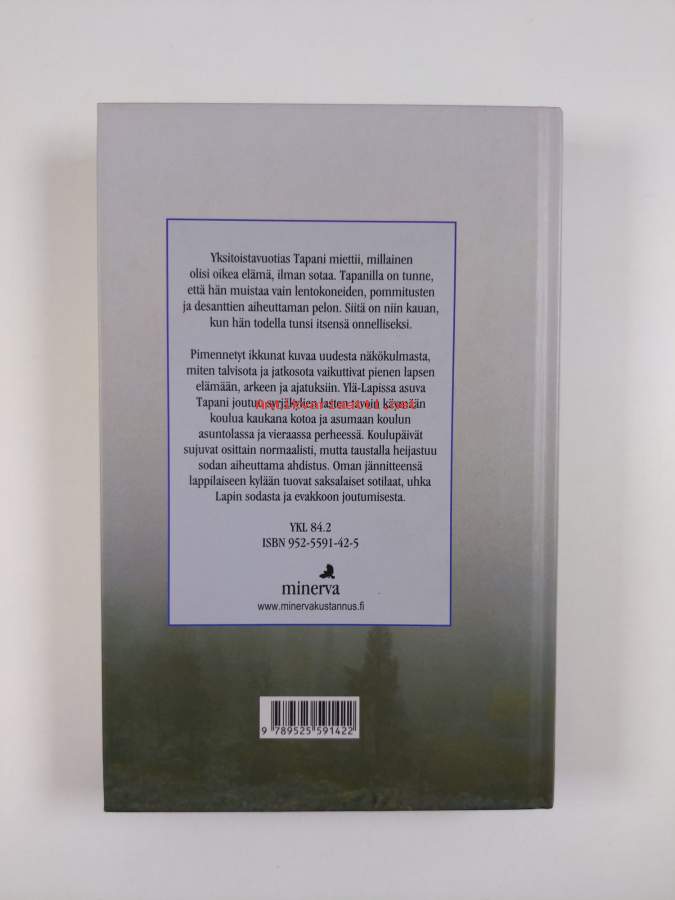 Yksitoistavuotias Tapani miettii, millainen
olisi oikea elämä, ilman sotaa. Tapanilla on tunne,
että hän muistaa vain lentokoneiden, pommitusten
ja desanttien aiheuttaman pelon. Siitä on niin kauan,
kun hän todella tunsi itsensä onnelliseksi.
Pimennetyt ikkunat kuvaa uudesta näkökulmasta,
miten talvisota ja jatkosota vaikuttivat pienen lapsen
elämään, arkeen ja ajatuksiin. Ylä-Lapissa asuva
Tapani joutuu syrjäkylien lasten tavoin käymään
koulua kaukana kotoa ja asumaan koulun
asuntolassa ja vieraassa perheessä. Koulupäivät
sujuvat osittain normaalisti, mutta taustalla heijastuu
sodan aiheuttama ahdistus. Oman jännitteensä
lappilaiseen kylään tuovat saksalaiset sotilaat, uhka
Lapin sodasta ja evakkoon joutumisesta.
YKL 84.2
ISBN 952-5591-42-5
minerva
www.minervakustannus.fi
9 789525 591422